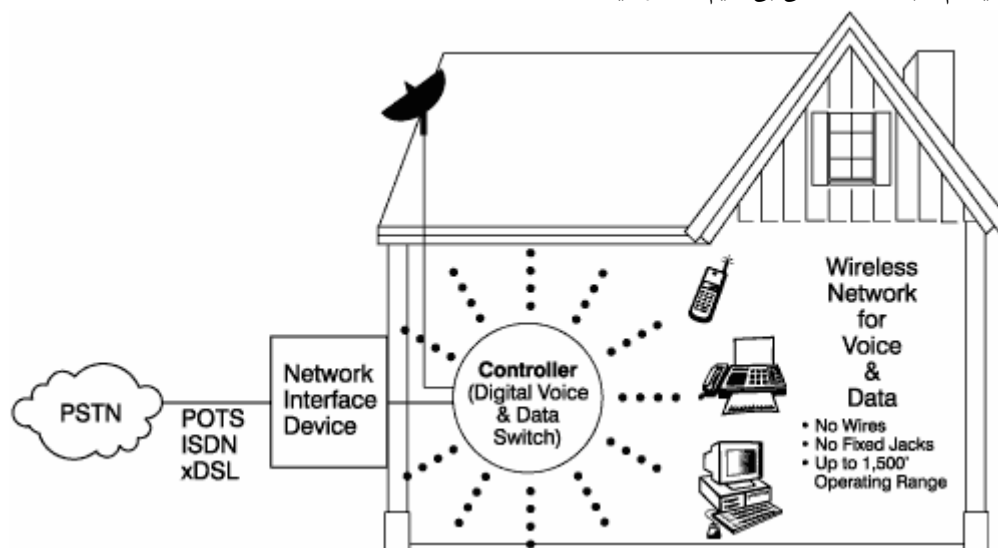 PSTN
POTS
ISDN
xDSL
Network
Interface
Device
Controller
(Digital Voice
& Data
Switch)
Wireless
Network
for
Voice
&
Data
• No Wires
• No Fixed Jacks
• Up to 1,500'
Operating Range